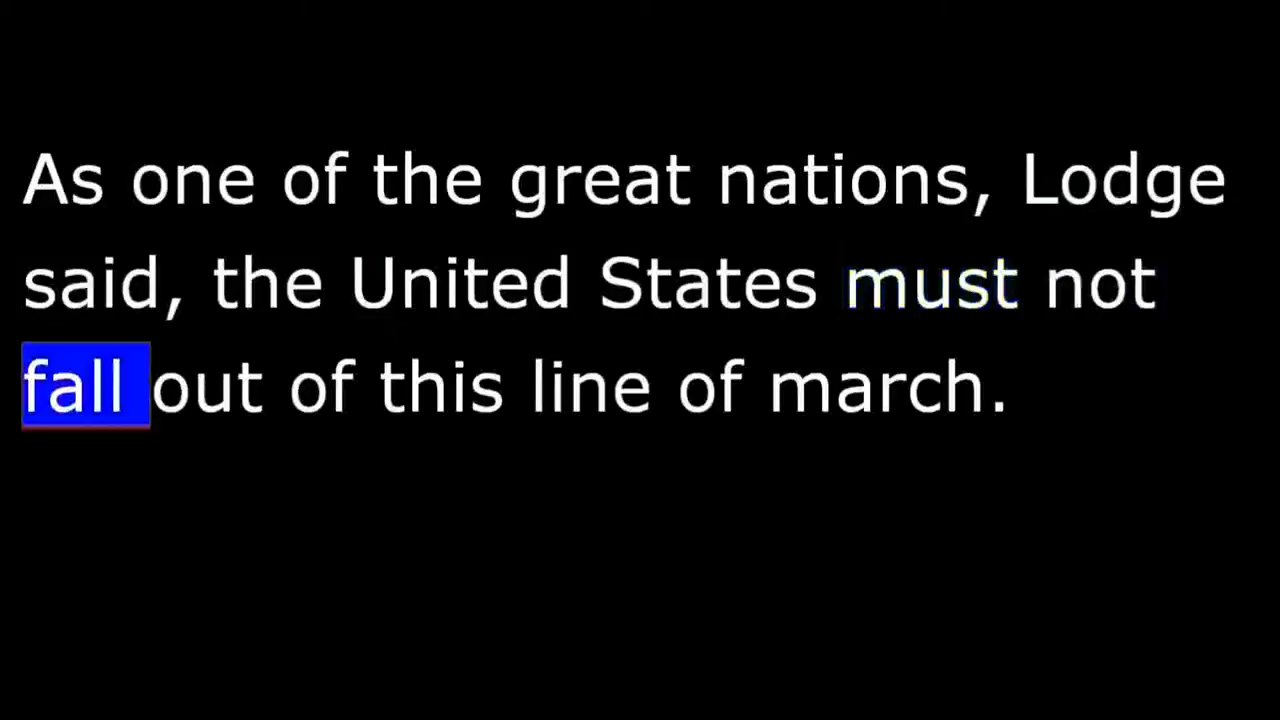 As one of the great nations, Lodge
said, the United States must not
fall out of this line of march.